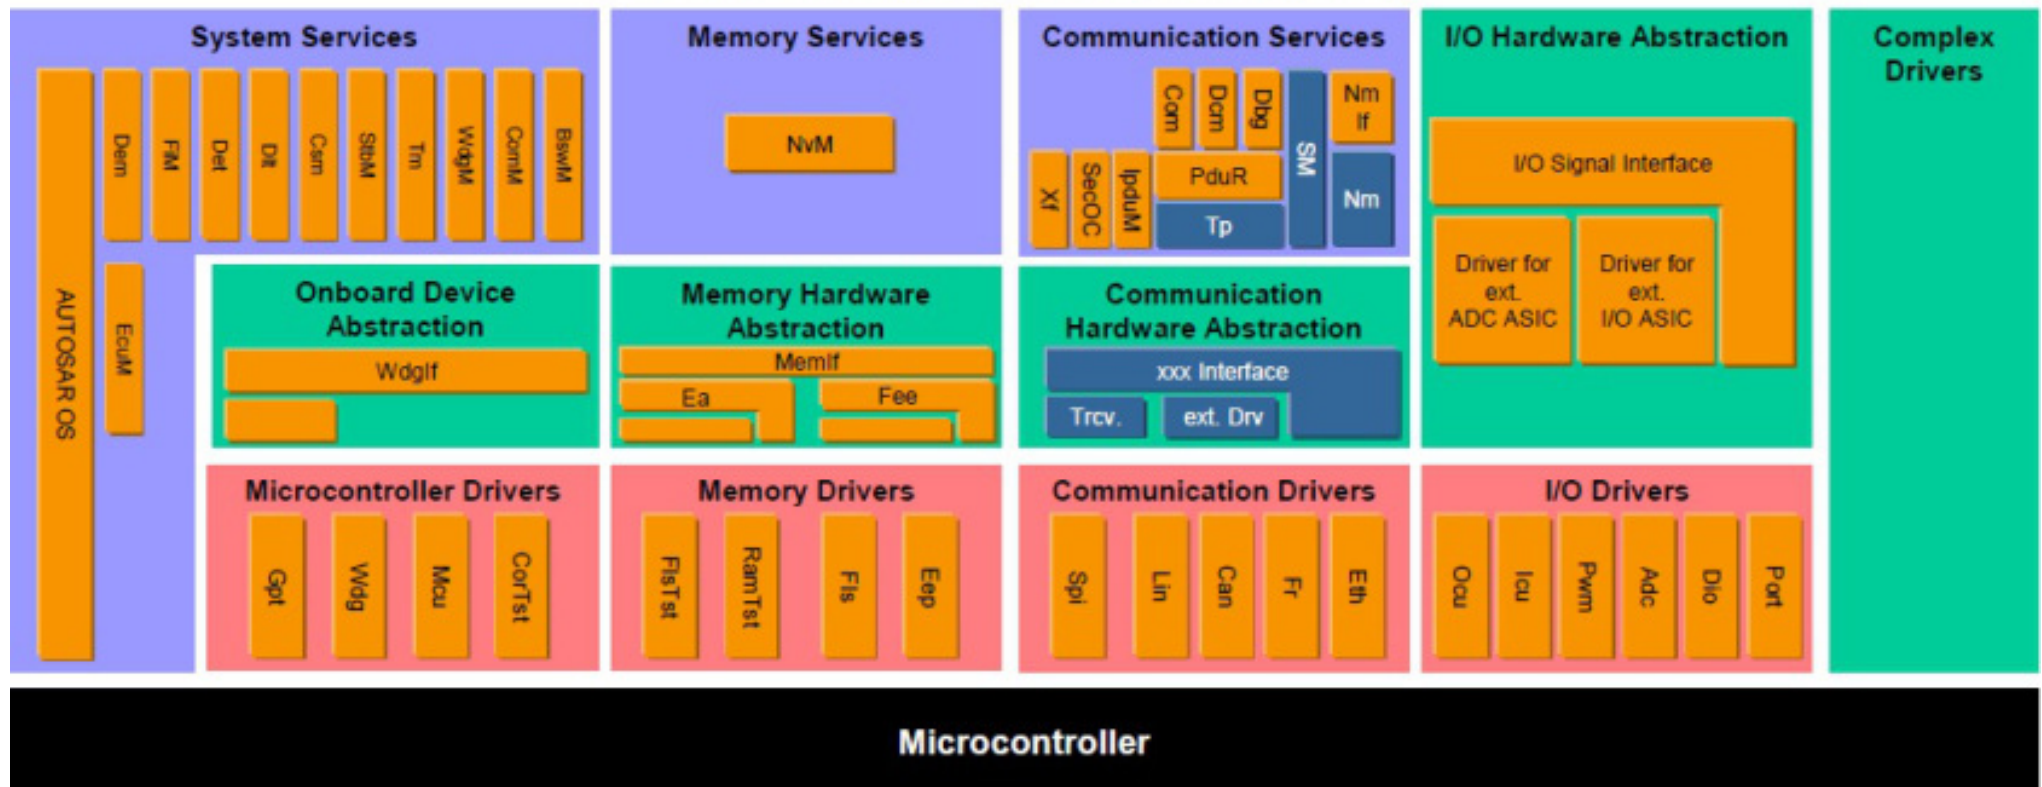 System Services
AUTOSAR OS
Dem
FiM
Det
Dlt
Csm
StbM
Tm
WdgM
ComM
BswM
EcuM
Memory Services
NvM
Communication Services
Xf
SecOC
IpduM
Com
Dcm
Dbg
PduR
Tp
SM
Nm
If
Nm
I/O Hardware Abstraction
I/O Signal Interface
Driver for
ext.
ADC ASIC
Driver for
ext.
I/O ASIC
Complex
Drivers
Onboard Device
Abstraction
WdgIf
Memory Hardware
Abstraction
MemIf
Ea
Fee
Communication
Hardware Abstraction
xxx Interface
Trcv.
ext. Drv
Microcontroller Drivers
Gpt
Wdg
Mcu
CorTst
Memory Drivers
FlsTst
RamTst
Fls
Eep
Communication Drivers
Spi
Lin
Can
Fr
Eth
I/O Drivers
Ocu
Icu
Pwm
Adc
Dio
Port
Microcontroller